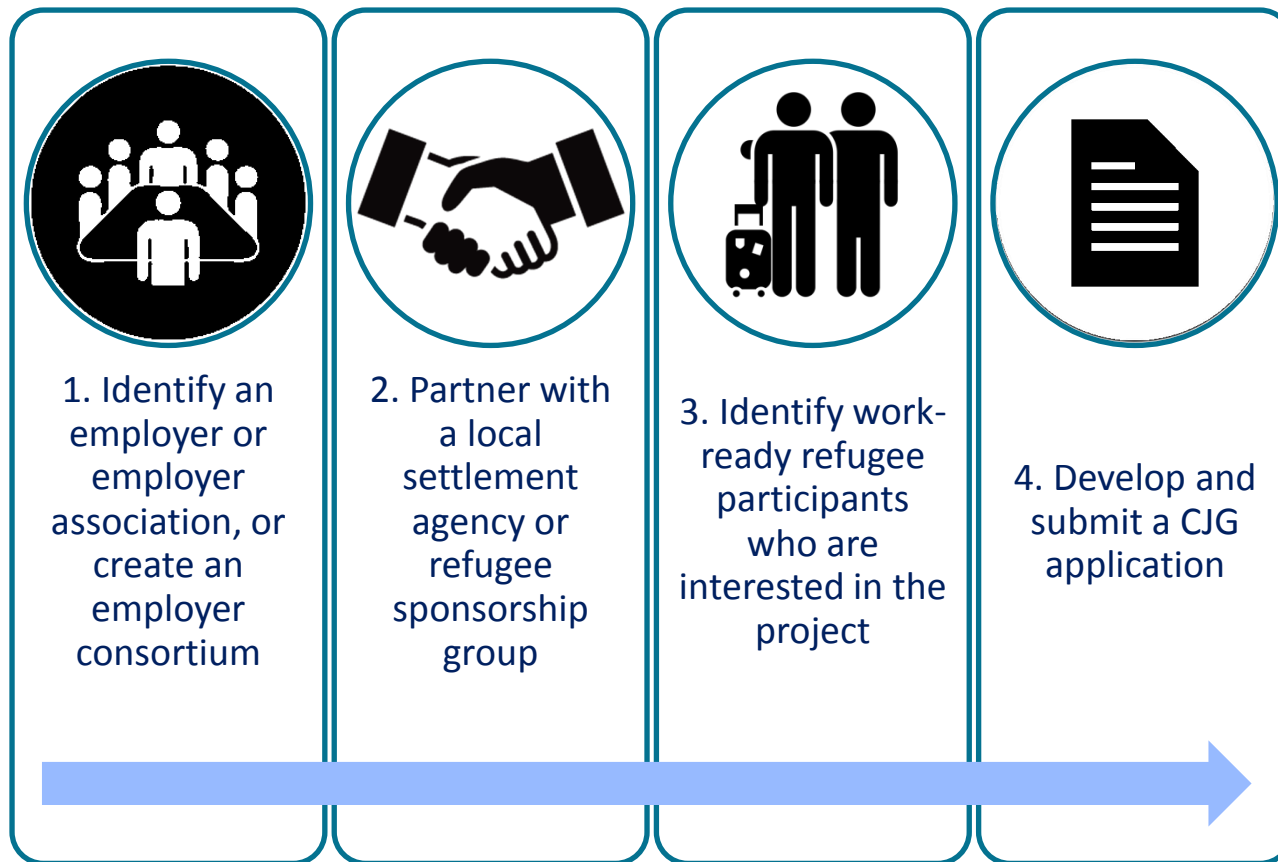 1. Identify an
employer or
employer
association, or
create an
employer
consortium
2. Partner with
a local
settlement
agency or
refugee
sponsorship
group
3. Identify work-
ready refugee
participants
who are
interested in the
project
4. Develop and
submit a CJG
application